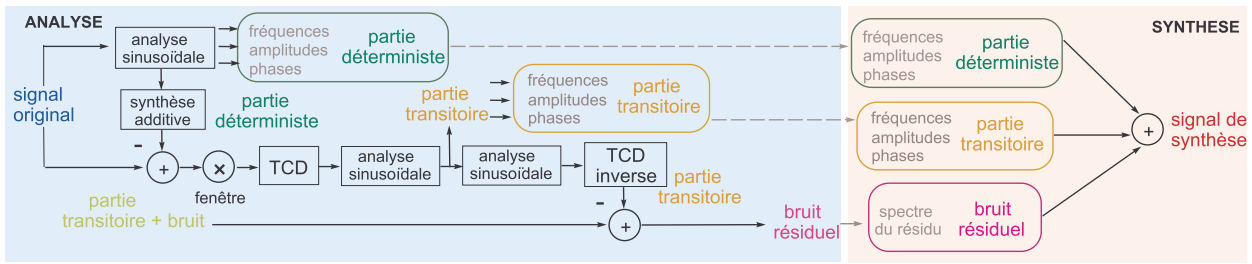 ANALYSE
SYNTHESE
analyse
sinusoïdale
fréquences
amplitudes
phases
partie
déterministe
fréquences
amplitudes
phases
partie
déterministe
signal
original
synthèse
additive
partie
déterministe
partie
transitoire
fréquences
amplitudes
phases
partie
transitoire
fréquences
amplitudes
phases
partie
transitoire
signal de
synthèse
-
+
×
fenêtre
TCD
analyse
sinusoïdale
analyse
sinusoïdale
TCD
inverse
partie
transitoire
+
partie
transitoire + bruit
-
+
bruit
résiduel
spectre
du résidu
bruit
résiduel